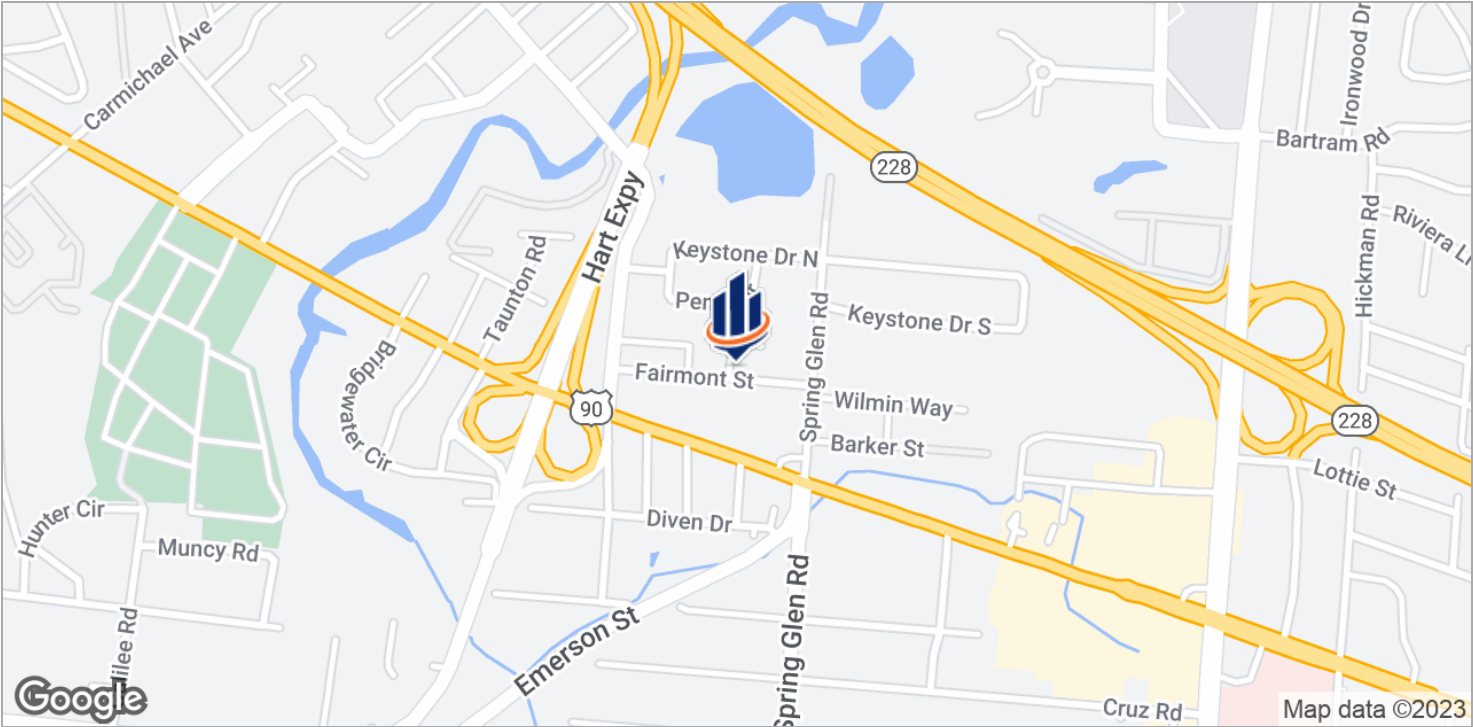 Carmichael Ave
Ironwood Dr
Bartram Rd
228
Hart Expy
Hickman Rd
Riviera Ln
Keystone Dr N
Taunton Rd
Spring Glen Rd
Keystone Dr S
Bridgewater Cir
Fairmont St
90
Wilmin Way
228
Barker St
Lottie St
Hunter Cir
Diven Dr
Muncy Rd
Spring Glen Rd
Emerson St
Cruz Rd
Google
Map data ©2023